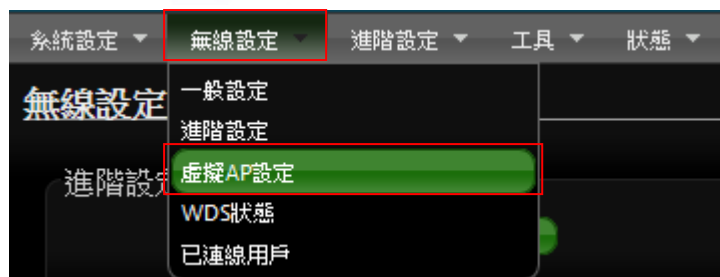 系統設定 無線設定 進階設定 工具 狀態
無線設定
一般設定
進階設定
虛擬AP設定
進階設定
WDS狀態
已連線用戶